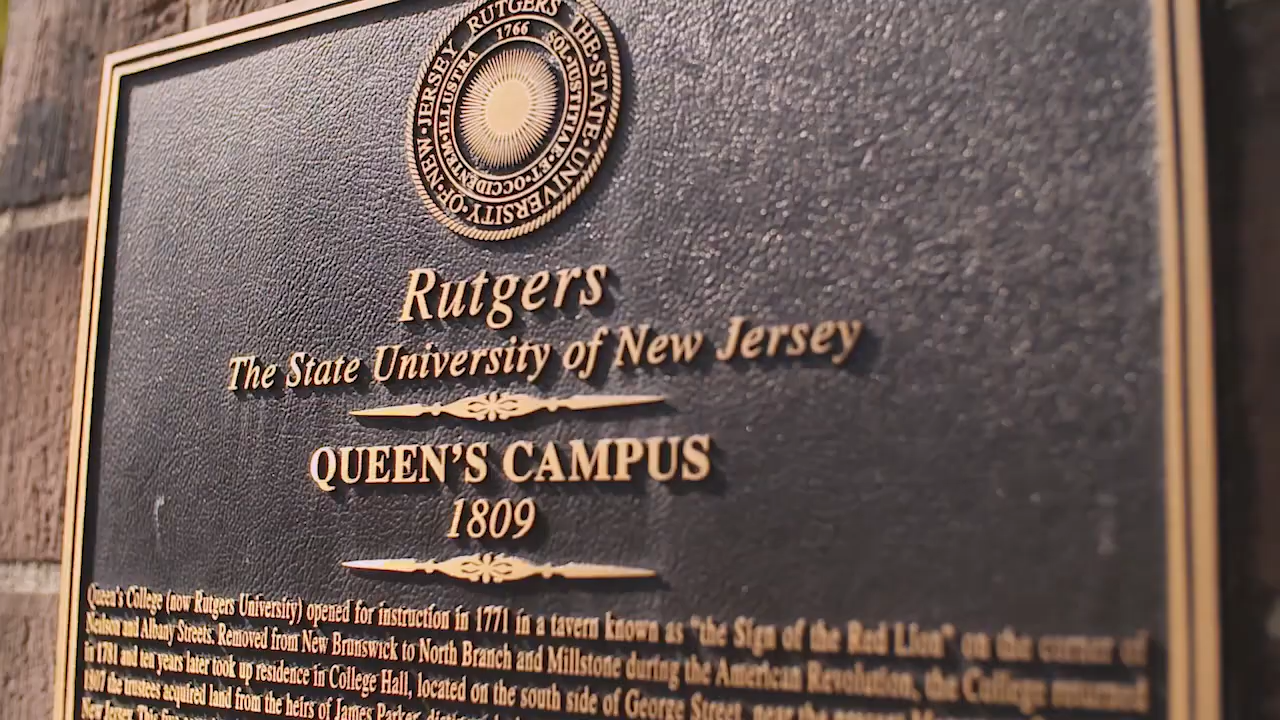 RUTGERS·THE·STATE·UNIVERSITY·OF·NEW·JERSEY
1766
SOL·IUSTITIAE·ET·OCCIDENTEM·ILLUSTRA
Rutgers
The State University of New Jersey
QUEEN'S CAMPUS
1809
Queen's College (now Rutgers University) opened for instruction in 1771 in a tavern known as "the Sign of the Red Lion" on the corner of
Neilson and Albany Streets. Removed from New Brunswick to North Branch and Millstone during the American Revolution, the College returned
in 1781 and ten years later took up residence in College Hall, located on the south side of George Street, near the present
1807 the trustees acquired land from the heirs of James Parker,
New Jersey. This five